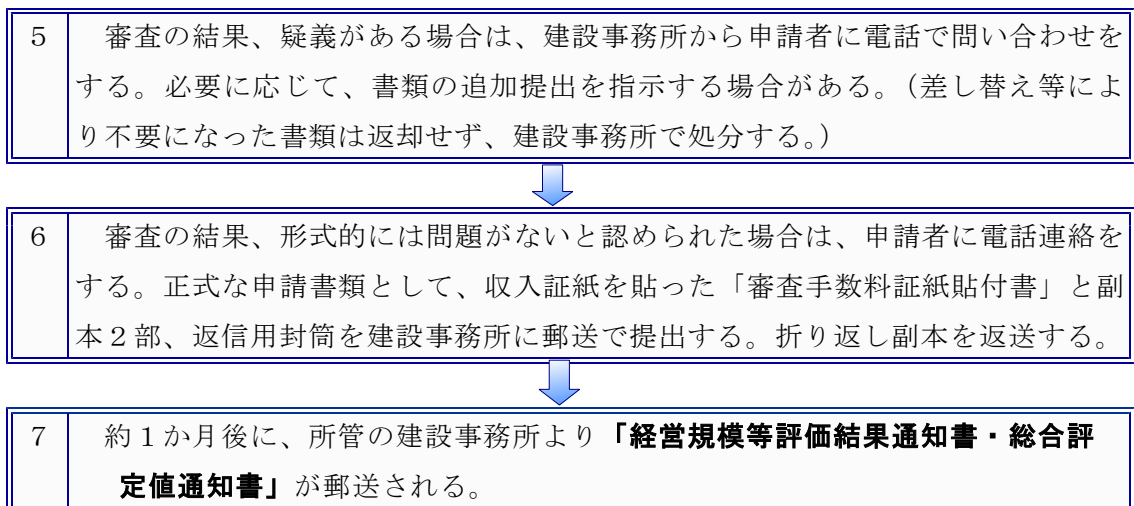 5 審査の結果、疑義がある場合は、建設事務所から申請者に電話で問い合わせを
する。必要に応じて、書類の追加提出を指示する場合がある。（差し替え等によ
り不要になった書類は返却せず、建設事務所で処分する。）
6 審査の結果、形式的には問題がないと認められた場合は、申請者に電話連絡を
する。正式な申請書類として、収入証紙を貼った「審査手数料証紙貼付書」と副
本２部、返信用封筒を建設事務所に郵送で提出する。折り返し副本を返送する。
7 約１か月後に、所管の建設事務所より「経営規模等評価結果通知書・総合評
定値通知書」が郵送される。